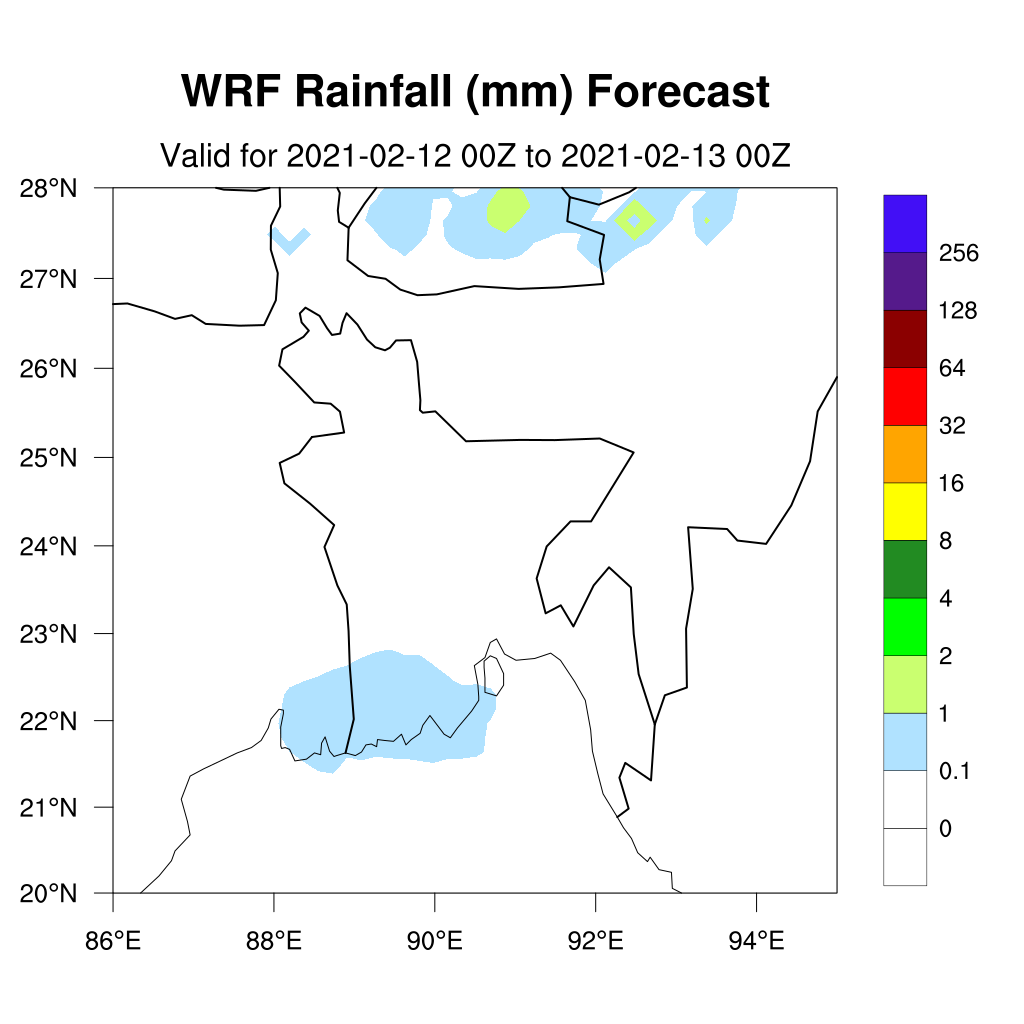 WRF Rainfall (mm) Forecast
Valid for 2021-02-12 00Z to 2021-02-13 00Z
28°N
27°N
26°N
25°N
24°N
23°N
22°N
21°N
20°N
86°E
88°E
90°E
92°E
94°E
256
128
64
32
16
8
4
2
1
0.1
0